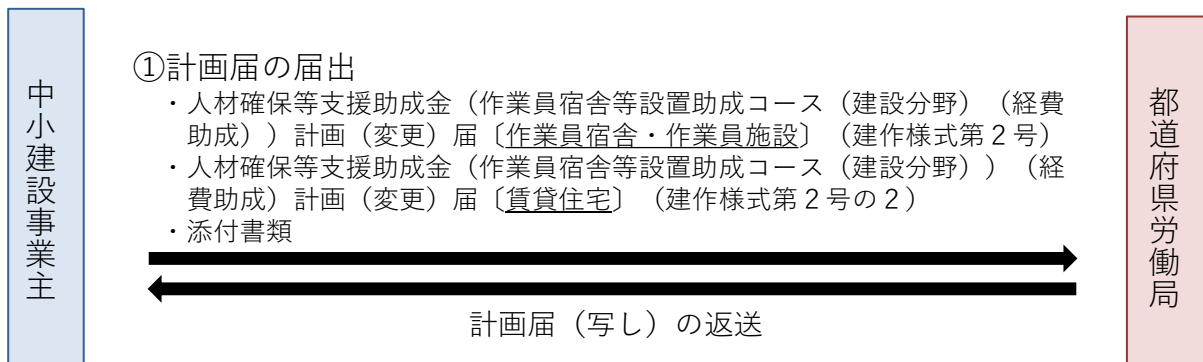 中小建設事業主
①計画届の届出
・人材確保等支援助成金（作業員宿舎等設置助成コース（建設分野）（経費
助成））計画（変更）届〔作業員宿舎・作業員施設〕（建作様式第２号）
・人材確保等支援助成金（作業員宿舎等設置助成コース（建設分野））（経
費助成）計画（変更）届〔賃貸住宅〕（建作様式第２号の２）
・添付書類
計画届（写し）の返送
都道府県労働局